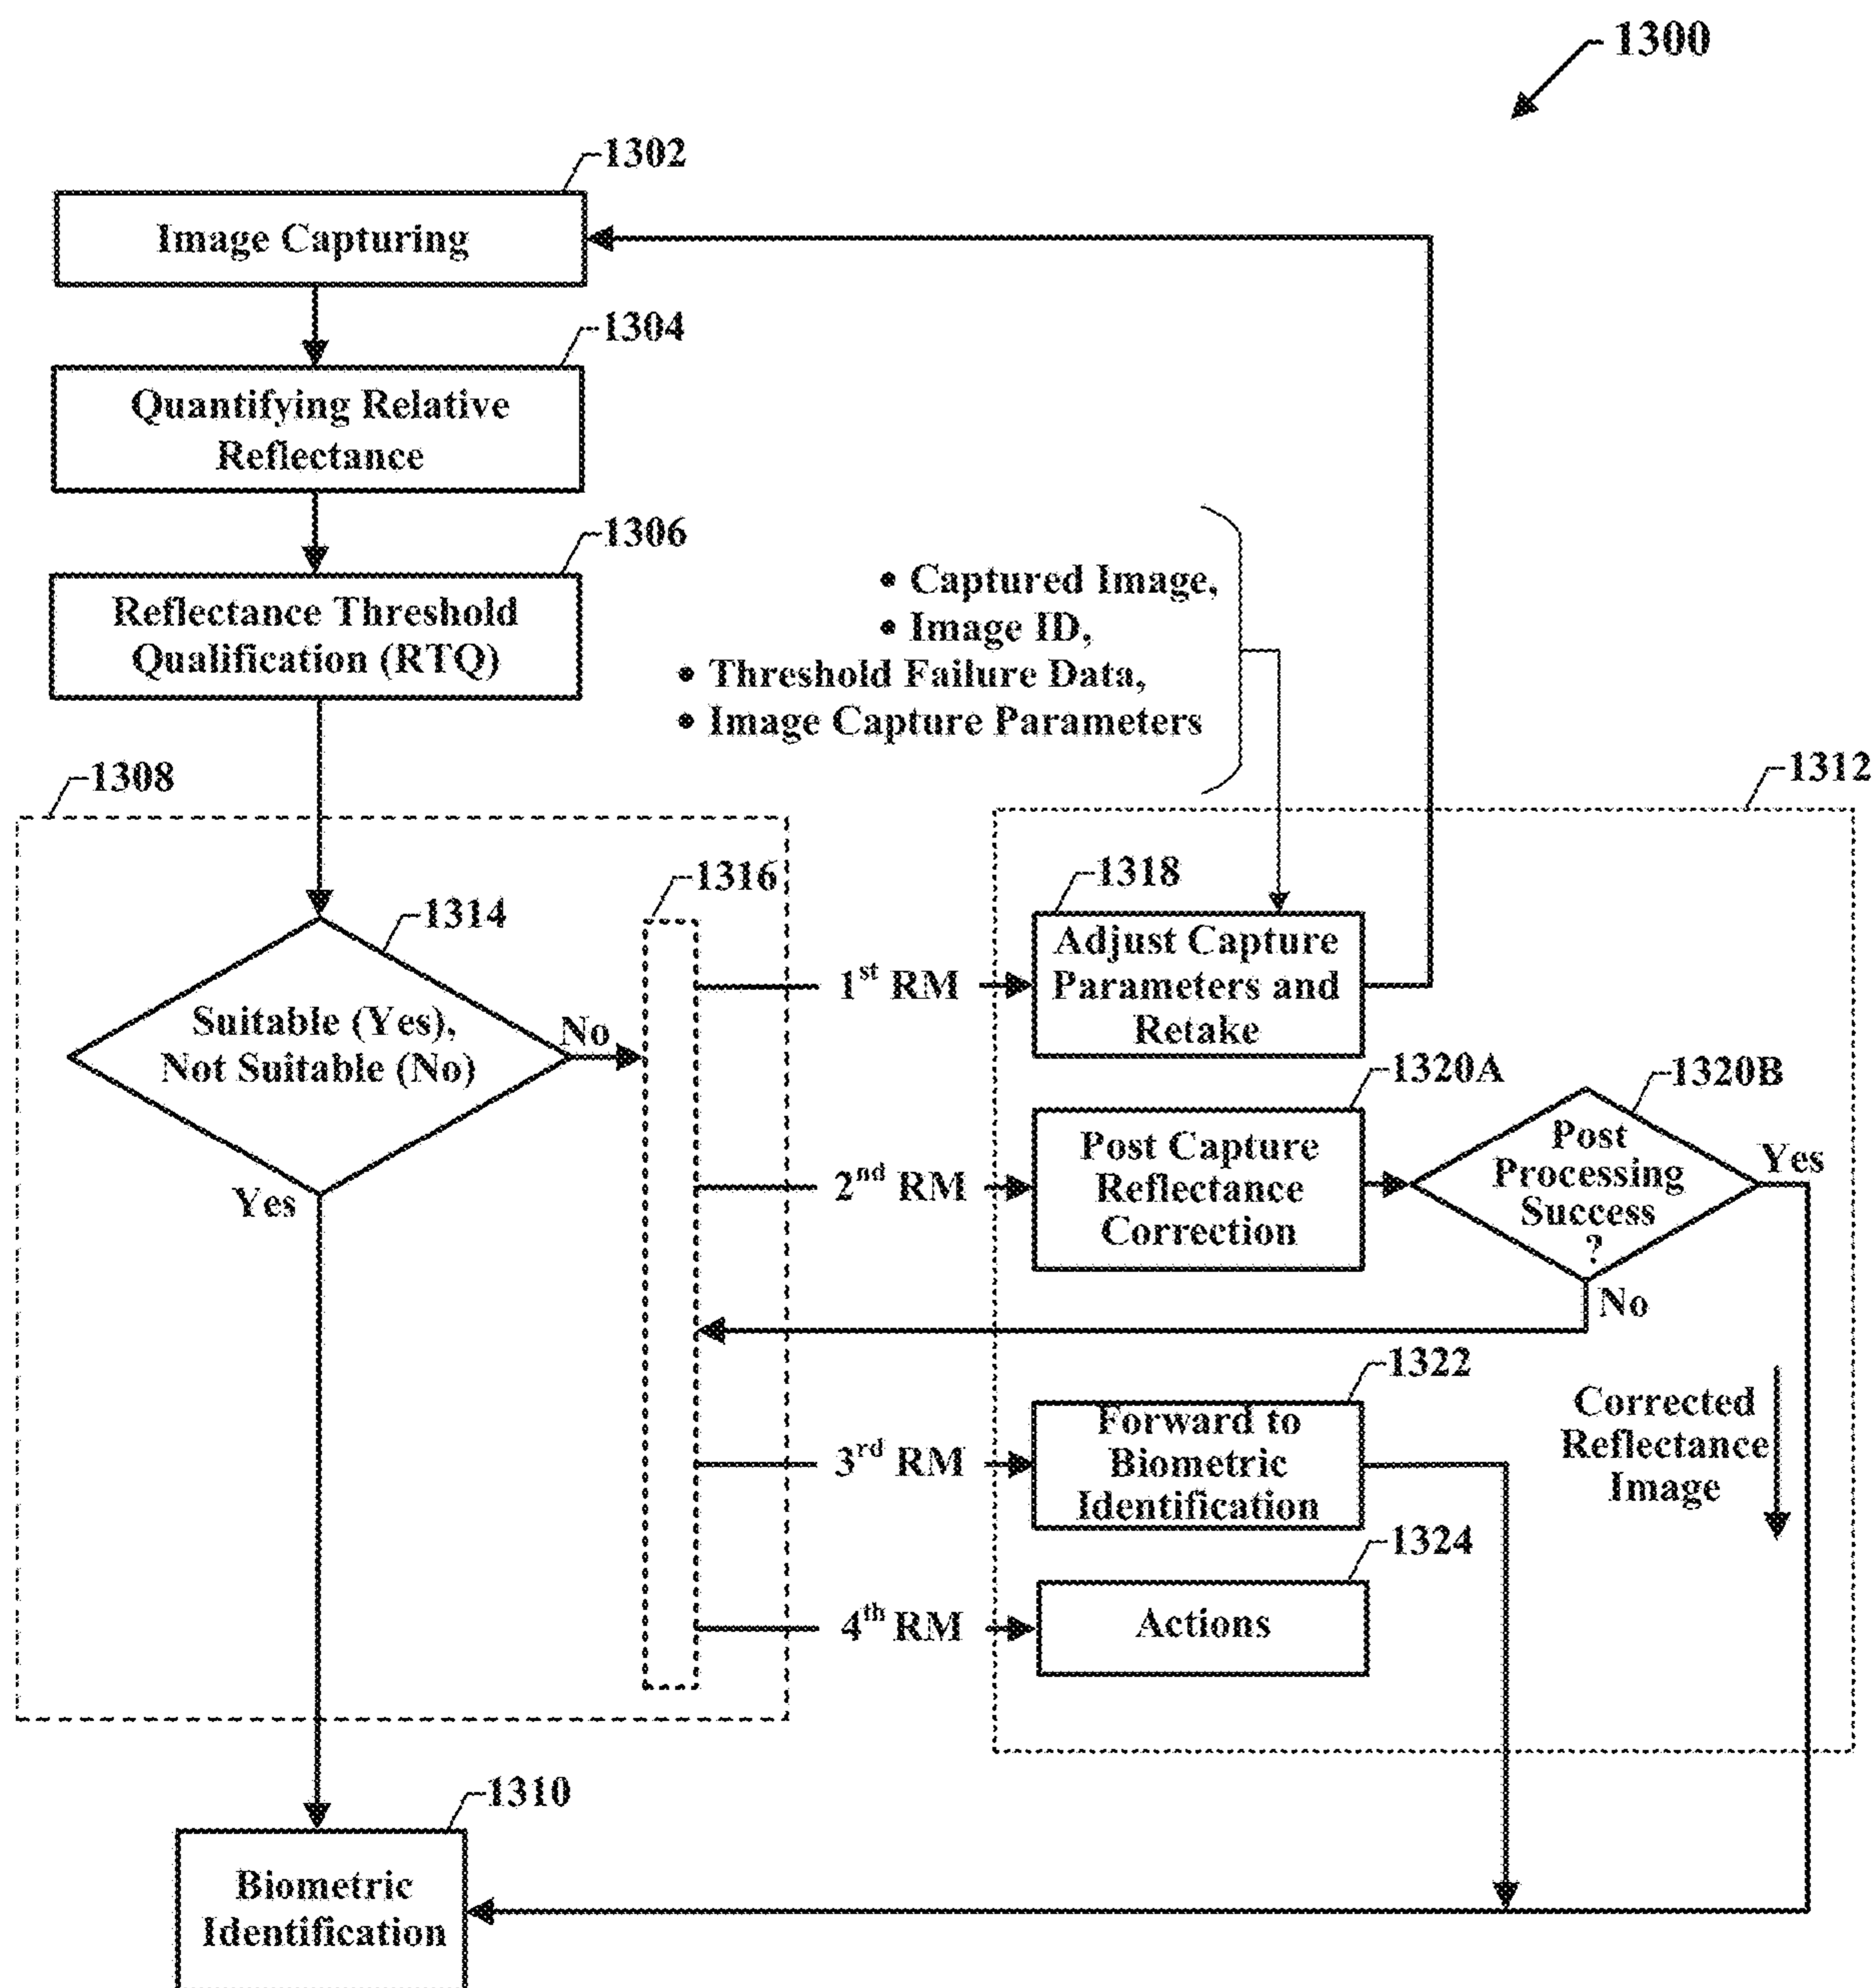 1300
1302
Image Capturing
1304
Quantifying Relative
Reflectance
1306
Reflectance Threshold
Qualification (RTQ)
• Captured Image,
• Image ID,
• Threshold Failure Data,
• Image Capture Parameters
1308
1312
1314
Suitable (Yes),
Not Suitable (No)
No
Yes
1316
1st RM
1318
Adjust Capture
Parameters and
Retake
2nd RM
1320A
Post Capture
Reflectance
Correction
1320B
Post
Processing
Success
?
Yes
No
3rd RM
1322
Forward to
Biometric
Identification
Corrected
Reflectance
Image
4th RM
1324
Actions
1310
Biometric
Identification